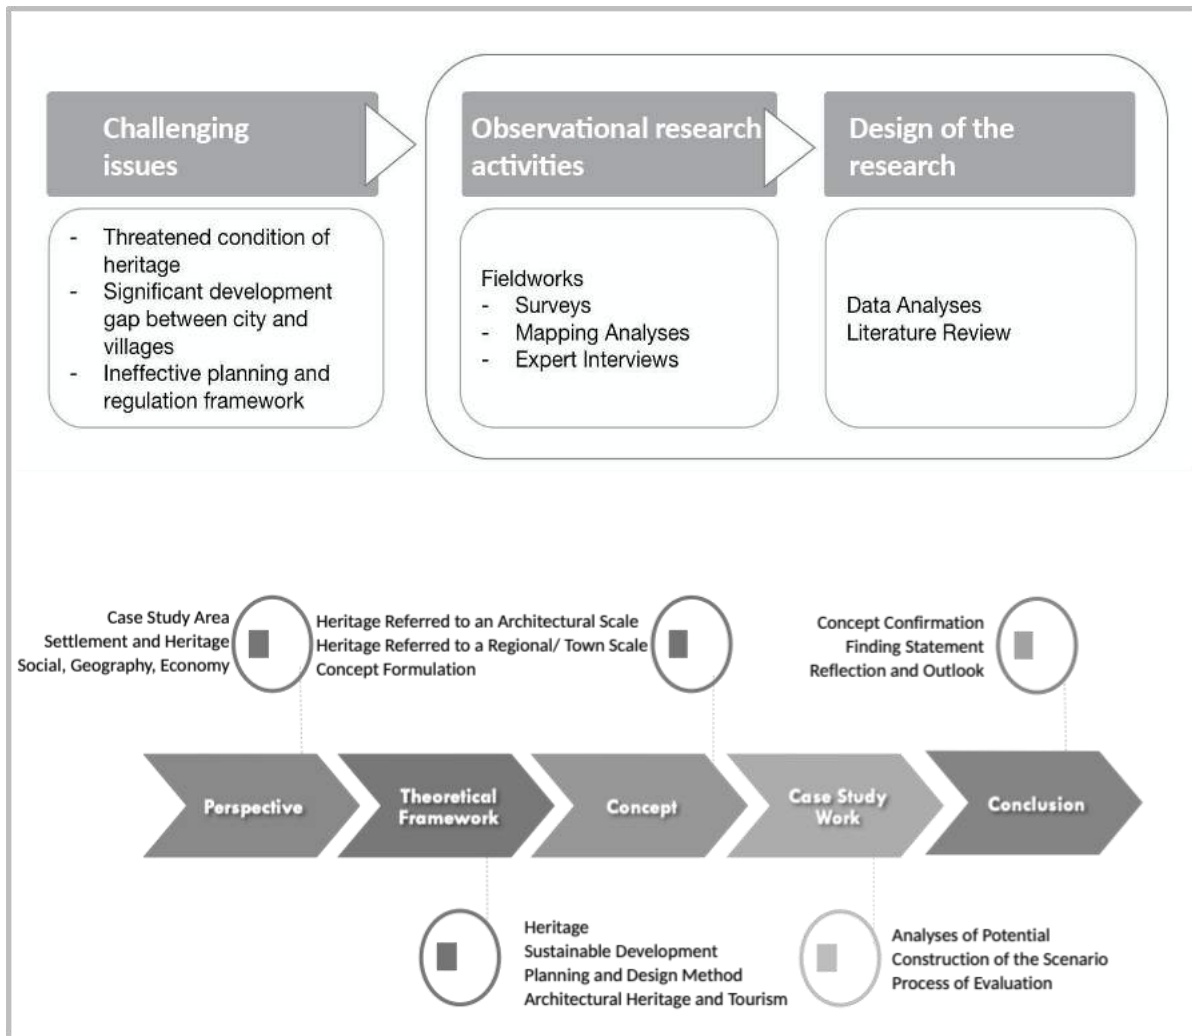 Challenging
issues
Observational research
activities
Design of the
research
- Threatened condition of
heritage
- Significant development
gap between city and
villages
- Ineffective planning and
regulation framework
Fieldworks
- Surveys
- Mapping Analyses
- Expert Interviews
Data Analyses
Literature Review
Case Study Area
Settlement and Heritage
Social, Geography, Economy
Heritage Referred to an Architectural Scale
Heritage Referred to a Regional/ Town Scale
Concept Formulation
Concept Confirmation
Finding Statement
Reflection and Outlook
Perspective
Theoretical
Framework
Concept
Case Study
Work
Conclusion
Heritage
Sustainable Development
Planning and Design Method
Architectural Heritage and Tourism
Analyses of Potential
Construction of the Scenario
Process of Evaluation